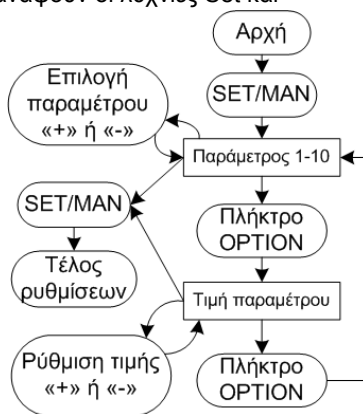 Αρχή
Επιλογή
παραμέτρου
«+» ή «-»
SET/MAN
Παράμετρος 1-10
SET/MAN
Πλήκτρο
OPTION
Τέλος
ρυθμίσεων
Τιμή παραμέτρου
Ρύθμιση τιμής
«+» ή «-»
Πλήκτρο
OPTION